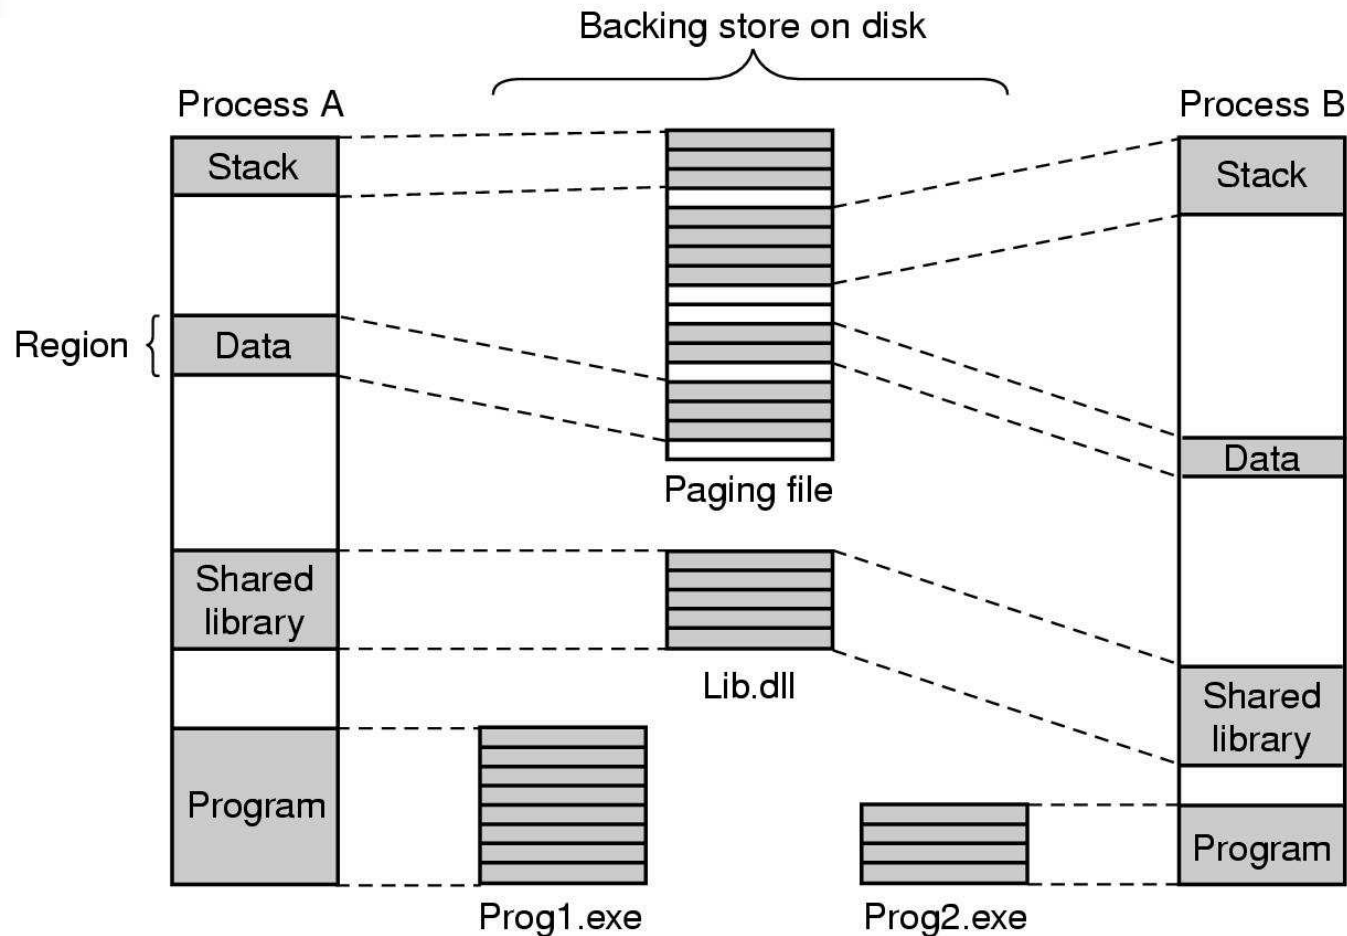 Backing store on disk
Process A
Process B
Stack
Stack
Region
Data
Data
Paging file
Shared
library
Lib.dll
Shared
library
Program
Program
Prog1.exe
Prog2.exe